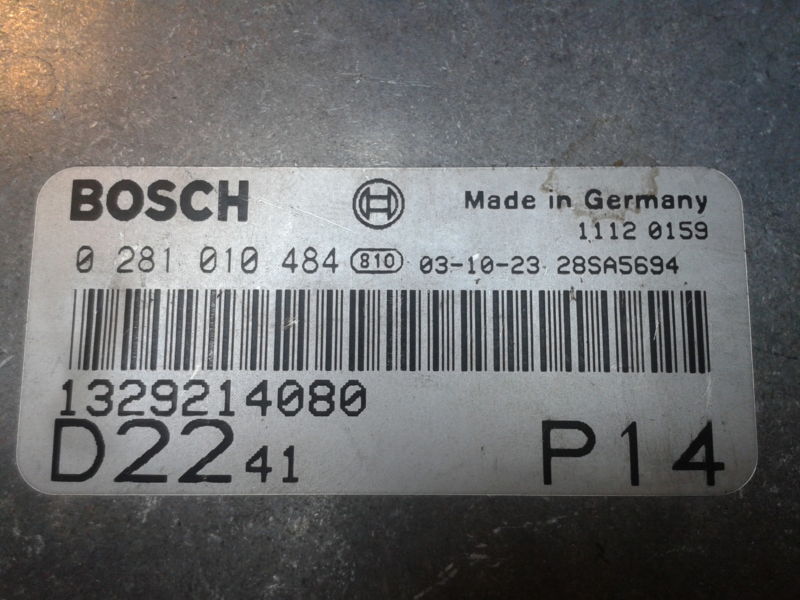 BOSCH Made in Germany
1112 0159
0 281 010 484 810 03-10-23 28SA5694
1329214080
D22 41 P14